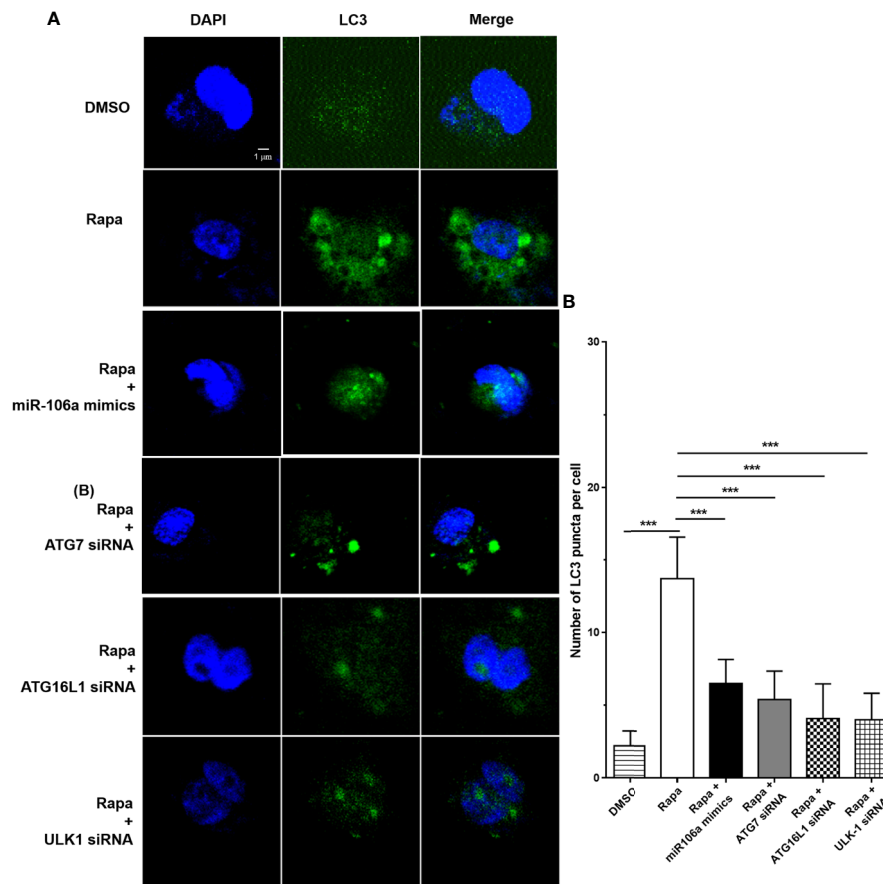 A
DAPI LC3 Merge
DMSO
1 μm
Rapa
Rapa
+
miR-106a mimics
(B)
Rapa
+
ATG7 siRNA
Rapa
+
ATG16L1 siRNA
Rapa
+
ULK1 siRNA
B
Number of LC3 puncta per cell
30
20
10
0
***
***
***
***
***
DMSO
Rapa
Rapa +
miR106a mimics
Rapa +
ATG7 siRNA
Rapa +
ATG16L1 siRNA
Rapa +
ULK-1 siRNA